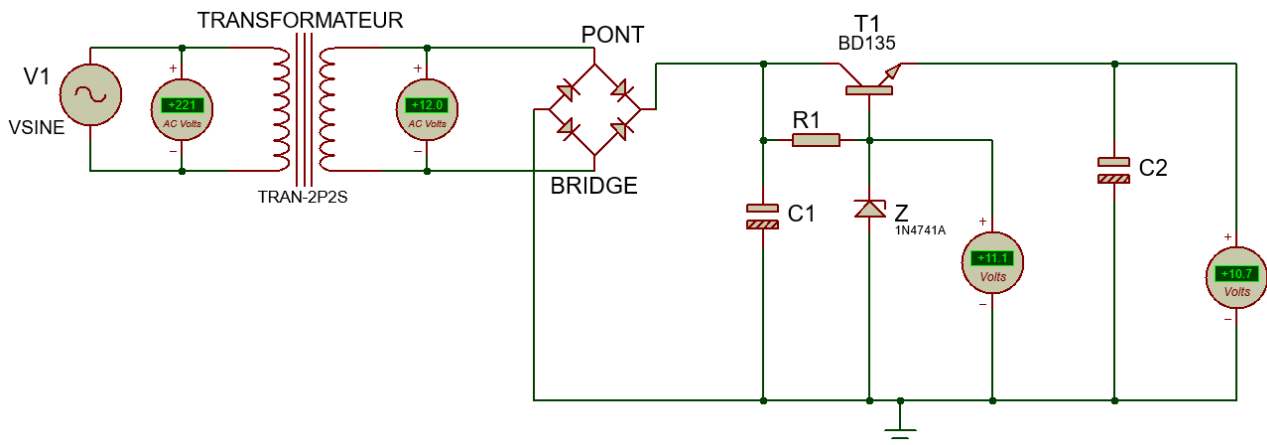 TRANSFORMATEUR
V1
VSINE
+
+221
AC Volts
−
TRAN-2P2S
+
+12.0
AC Volts
−
PONT
BRIDGE
T1
BD135
R1
C1
Z
1N4741A
+
+11.1
Volts
−
C2
+
+10.7
Volts
−